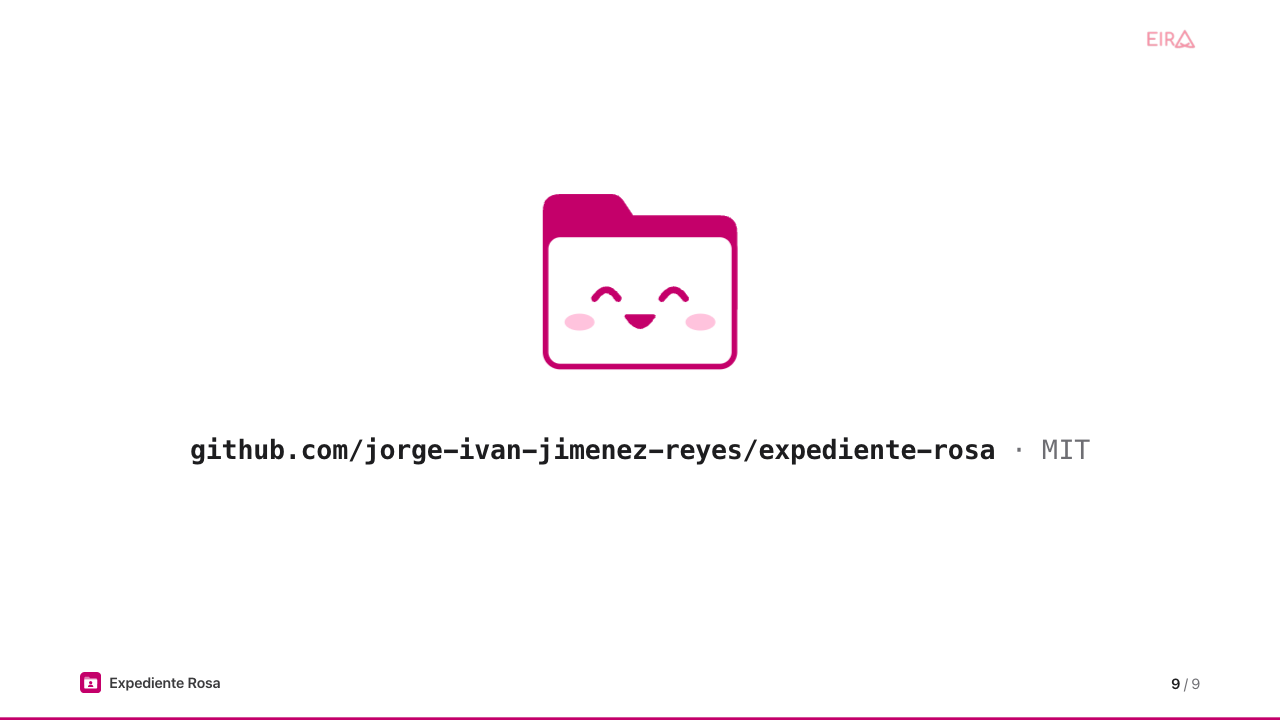 EIRA
github.com/jorge-ivan-jimenez-reyes/expediente-rosa · MIT
Expediente Rosa
9 / 9